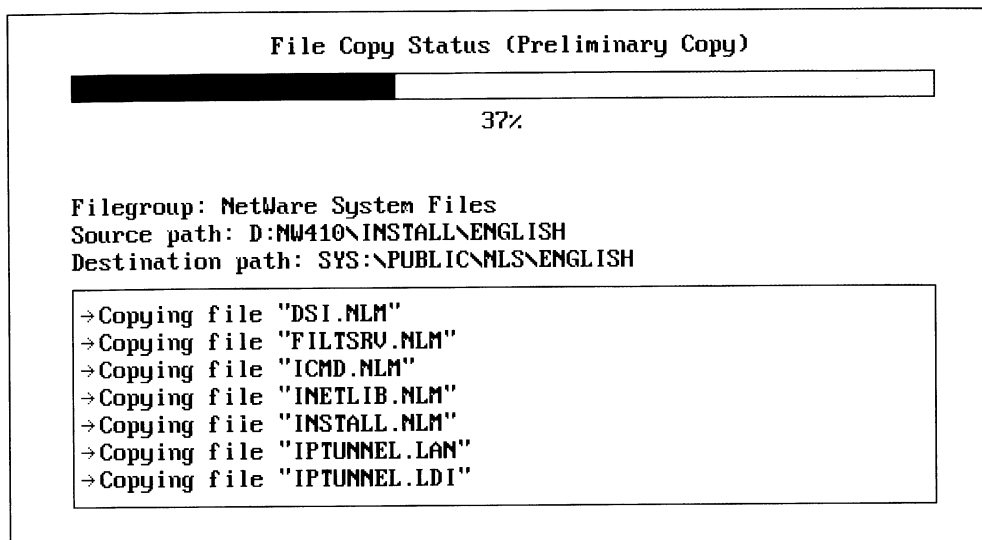 File Copy Status (Preliminary Copy)
37%
Filegroup: NetWare System Files
Source path: D:NW410\INSTALL\ENGLISH
Destination path: SYS:\PUBLIC\NLS\ENGLISH
→Copying file "DSI.NLM"
→Copying file "FILTSRV.NLM"
→Copying file "ICMD.NLM"
→Copying file "INETLIB.NLM"
→Copying file "INSTALL.NLM"
→Copying file "IPTUNNEL.LAN"
→Copying file "IPTUNNEL.LDI"